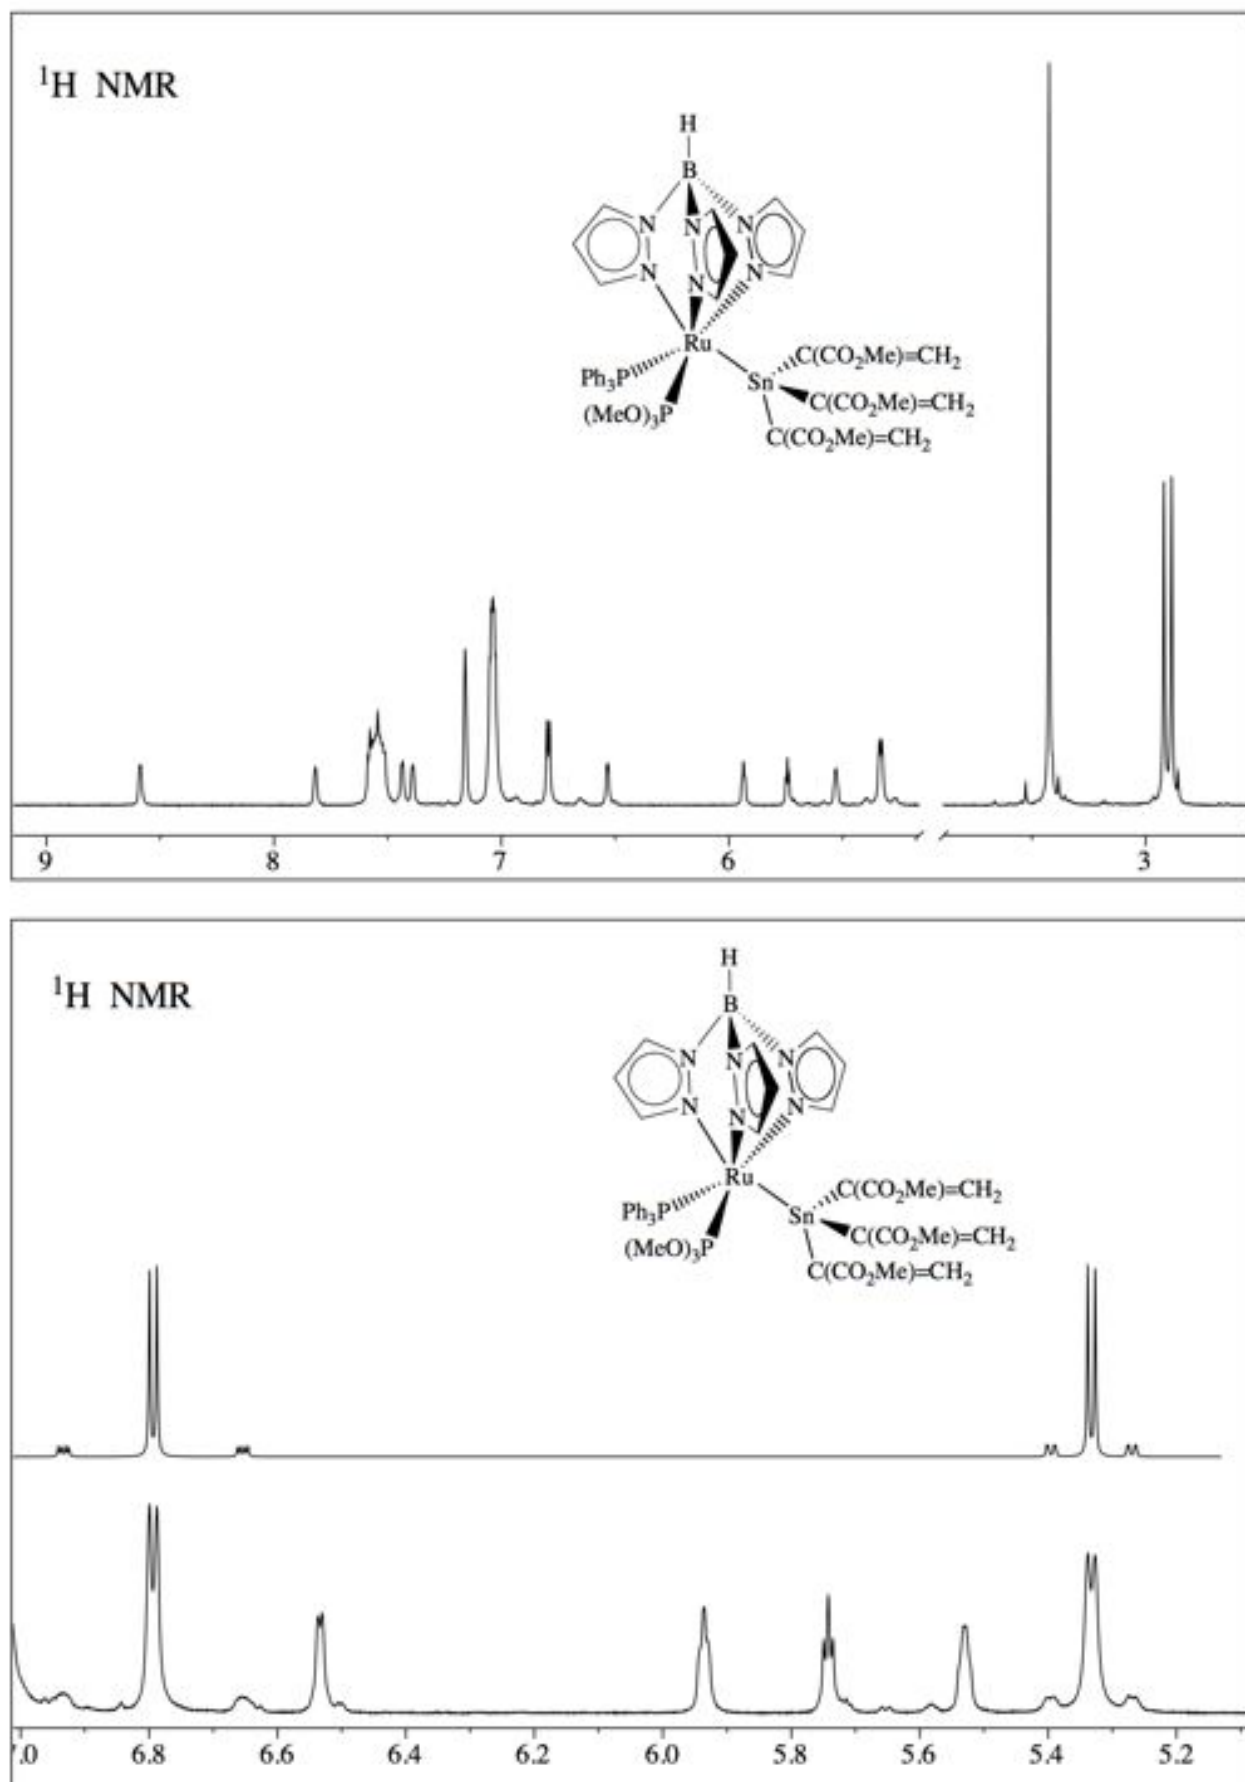 ¹H NMR
H
B
N N N
N N N
Ru
Ph₃P
(MeO)₃P
Sn
C(CO₂Me)=CH₂
C(CO₂Me)=CH₂
C(CO₂Me)=CH₂
9 8 7 6 3
¹H NMR
H
B
N N N
N N N
Ru
Ph₃P
(MeO)₃P
Sn
C(CO₂Me)=CH₂
C(CO₂Me)=CH₂
C(CO₂Me)=CH₂
7.0 6.8 6.6 6.4 6.2 6.0 5.8 5.6 5.4 5.2